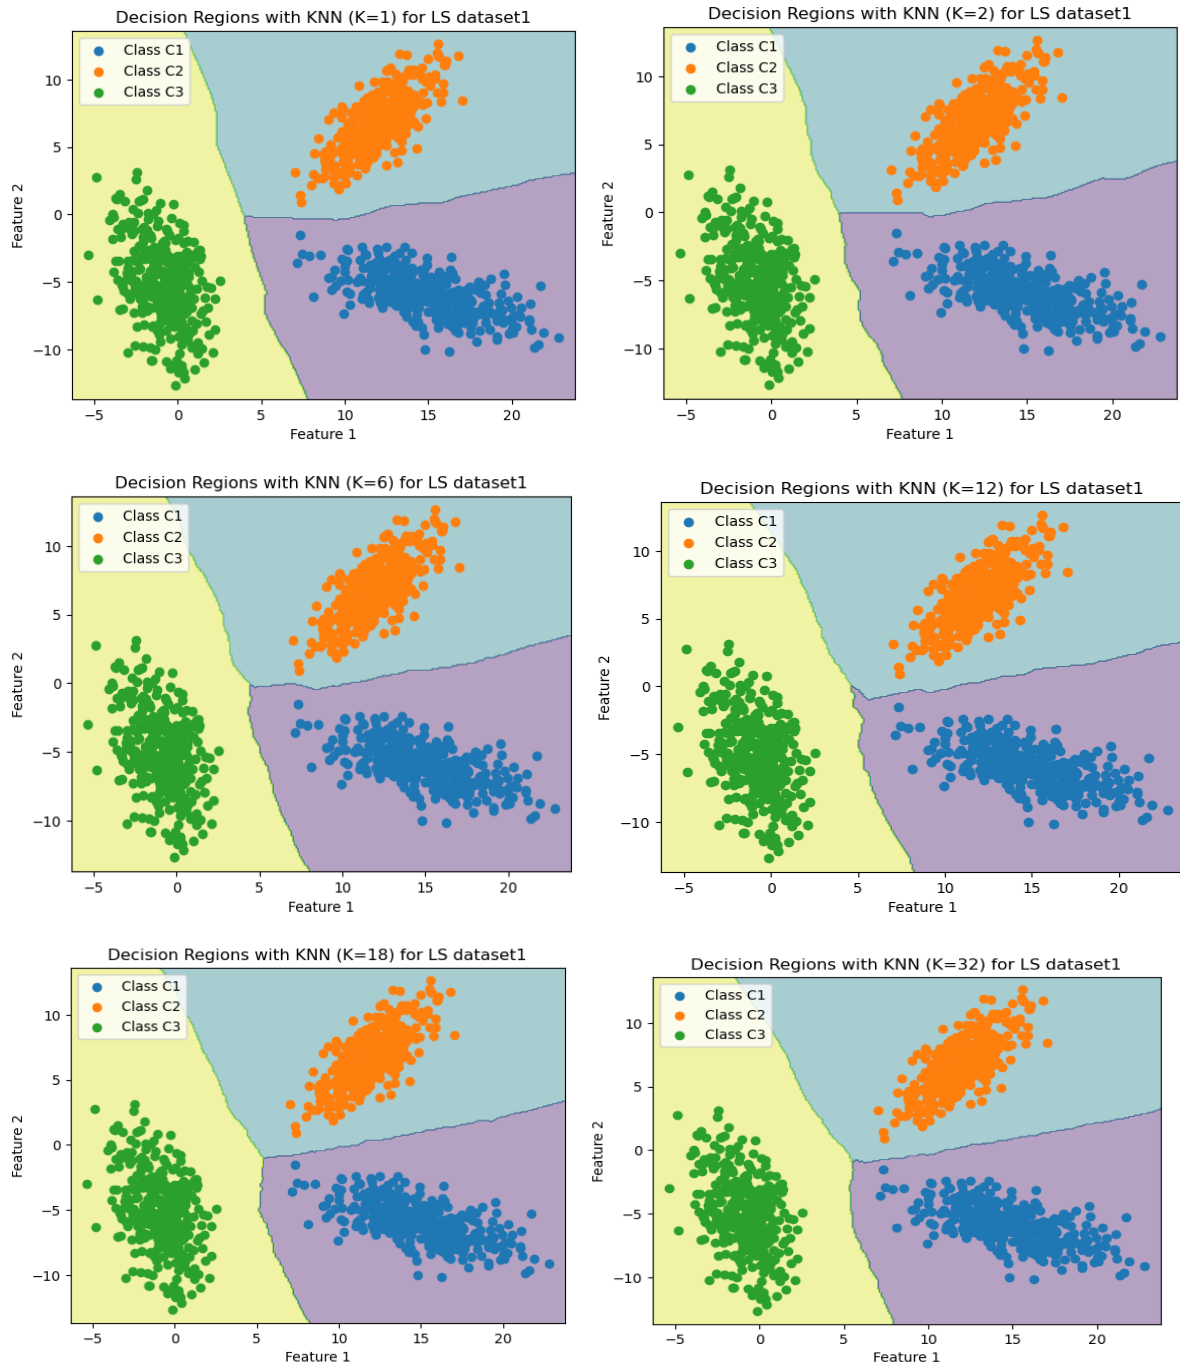 Decision Regions with KNN (K=1) for LS dataset1
Class C1
Class C2
Class C3
10
5
0
−5
−10
Feature 2
−5 0 5 10 15 20
Feature 1
Decision Regions with KNN (K=2) for LS dataset1
Class C1
Class C2
Class C3
10
5
0
−5
−10
Feature 2
−5 0 5 10 15 20
Feature 1
Decision Regions with KNN (K=6) for LS dataset1
Class C1
Class C2
Class C3
10
5
0
−5
−10
Feature 2
−5 0 5 10 15 20
Feature 1
Decision Regions with KNN (K=12) for LS dataset1
Class C1
Class C2
Class C3
10
5
0
−5
−10
Feature 2
−5 0 5 10 15 20
Feature 1
Decision Regions with KNN (K=18) for LS dataset1
Class C1
Class C2
Class C3
10
5
0
−5
−10
Feature 2
−5 0 5 10 15 20
Feature 1
Decision Regions with KNN (K=32) for LS dataset1
Class C1
Class C2
Class C3
10
5
0
−5
−10
Feature 2
−5 0 5 10 15 20
Feature 1